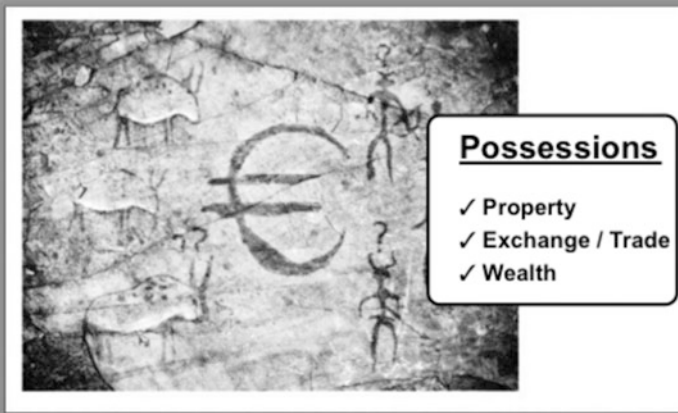 ?
€
??
?
Possessions
✓ Property
✓ Exchange / Trade
✓ Wealth